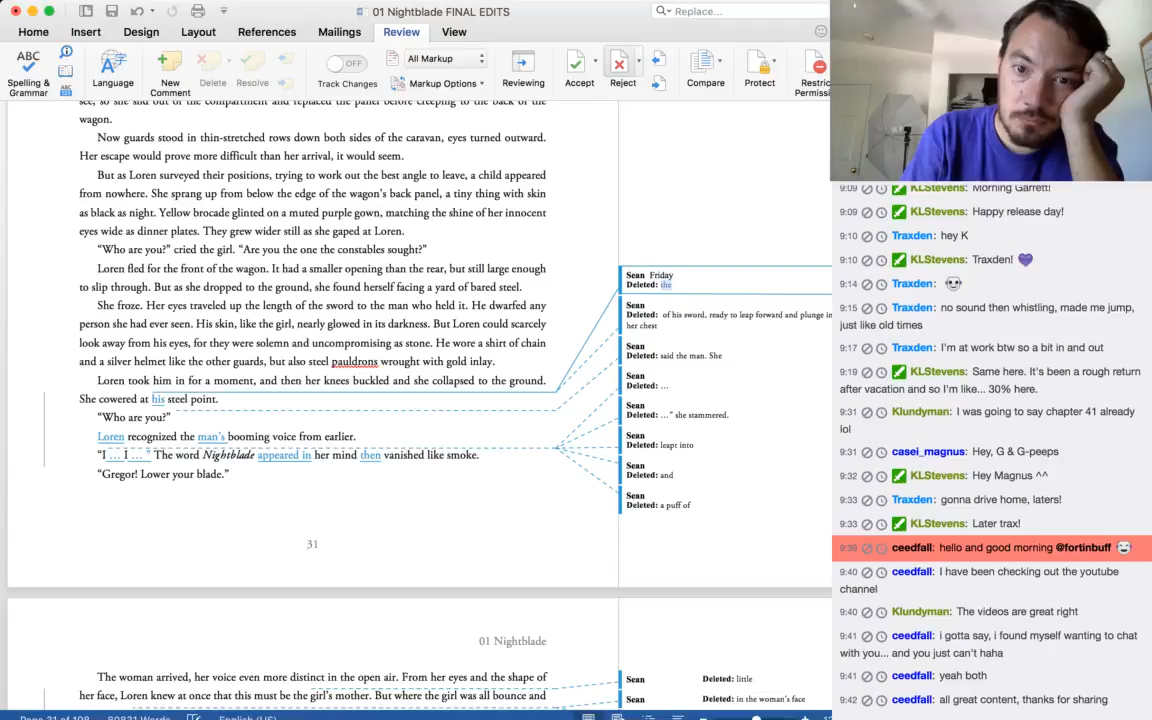 01 Nightblade FINAL EDITS
Replace...
Home Insert Design Layout References Mailings Review View
ABC
Spelling & Grammar
Language
New Comment
Delete
Resolve
OFF
Track Changes
All Markup
Markup Options
Reviewing
Accept
Reject
Compare
Protect
see, so she slid out of the compartment and replaced the panel before creeping to the back of the
wagon.
Now guards stood in thin-stretched rows down both sides of the caravan, eyes turned outward.
Her escape would prove more difficult than her arrival, it would seem.
But as Loren surveyed their positions, trying to work out the best angle to leave, a child appeared
from nowhere. She sprang up from below the edge of the wagon’s back panel, a tiny thing with skin
as black as night. Yellow brocade glinted on a muted purple gown, matching the shine of her innocent
eyes wide as dinner plates. They grew wider still as she gaped at Loren.
“Who are you?” cried the girl. “Are you the one the constables sought?”
Loren fled for the front of the wagon. It had a smaller opening than the rear, but still large enough
to slip through. But as she dropped to the ground, she found herself facing a yard of bared steel.
She froze. Her eyes traveled up the length of the sword to the man who held it. He dwarfed any
person she had ever seen. His skin, like the girl, nearly glowed in its darkness. But Loren could scarcely
look away from his eyes, for they were solemn and uncompromising as stone. He wore a shirt of chain
and a silver helmet like the other guards, but also steel pauldrons wrought with gold inlay.
Loren took him in for a moment, and then her knees buckled and she collapsed to the ground.
She cowered at his steel point.
“Who are you?”
Loren recognized the man’s booming voice from earlier.
“I … I … ” The word Nightblade appeared in her mind then vanished like smoke.
“Gregor! Lower your blade.”
31
Sean Friday
Deleted: the
Sean
Deleted: of his sword, ready to leap forward and plunge in
her chest
Sean
Deleted: said the man. She
Sean
Deleted: …
Sean
Deleted: …” she stammered.
Sean
Deleted: leapt into
Sean
Deleted: and
Sean
Deleted: a puff of
01 Nightblade
The woman arrived, her voice even more distinct in the open air. From her eyes and the shape of
her face, Loren knew at once that this must be the girl’s mother. But where the girl was all bounce and
Sean Deleted: little
Sean Deleted: in the woman’s face
9:09 KLStevens: Morning Garrett!
9:09 KLStevens: Happy release day!
9:10 Traxden: hey K
9:10 KLStevens: Traxden!
9:14 Traxden:
9:15 Traxden: no sound then whistling, made me jump,
just like old times
9:17 Traxden: I'm at work btw so a bit in and out
9:19 KLStevens: Same here. It's been a rough return
after vacation and so I'm like... 30% here.
9:31 Klundyman: I was going to say chapter 41 already
lol
9:31 casei_magnus: Hey, G & G-peeps
9:32 KLStevens: Hey Magnus ^^
9:33 Traxden: gonna drive home, laters!
9:33 KLStevens: Later trax!
9:39 ceedfall: hello and good morning @fortinbuff
9:40 ceedfall: I have been checking out the youtube
channel
9:40 Klundyman: The videos are great right
9:41 ceedfall: i gotta say, i found myself wanting to chat
with you... and you just can't haha
9:41 ceedfall: yeah both
9:42 ceedfall: all great content, thanks for sharing